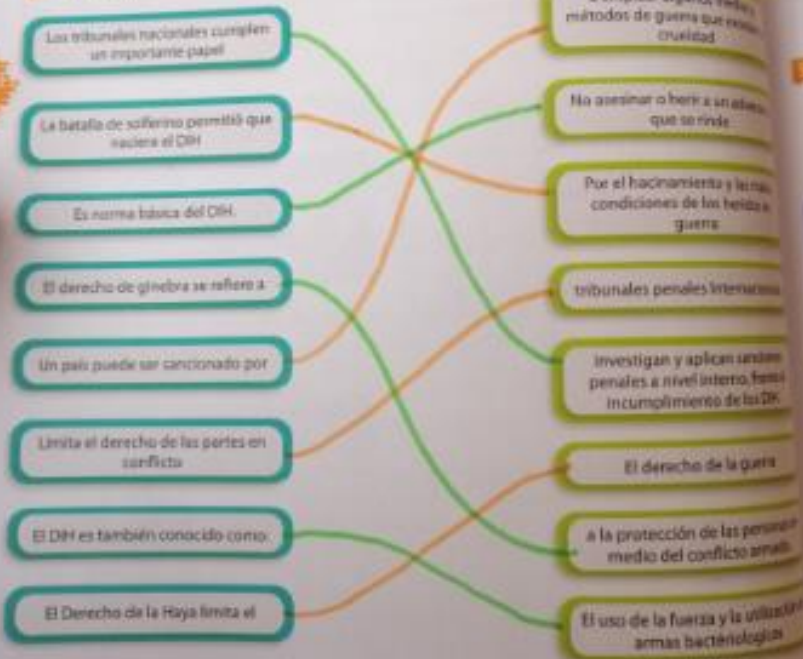 Los tribunales nacionales cumplen
un importante papel
La batalla de solferino permitió que
naciera el DIH
Es norma básica del DIH.
El derecho de ginebra se refiere a
Un país puede ser sancionado por
Limita el derecho de las partes en
conflicto
El DIH es también conocido como:
El Derecho de la Haya limita el
métodos de guerra que
crueldad
No asesinar o herir a un
que se rinde
Por el hacinamiento y las
condiciones de los heridos
guerra
tribunales penales
Investigan y aplican
penales a nivel interno,
incumplimiento de los
El derecho de la guerra
a la protección de las
medio del conflicto armado
El uso de la fuerza y la utilización
armas bacteriológicas